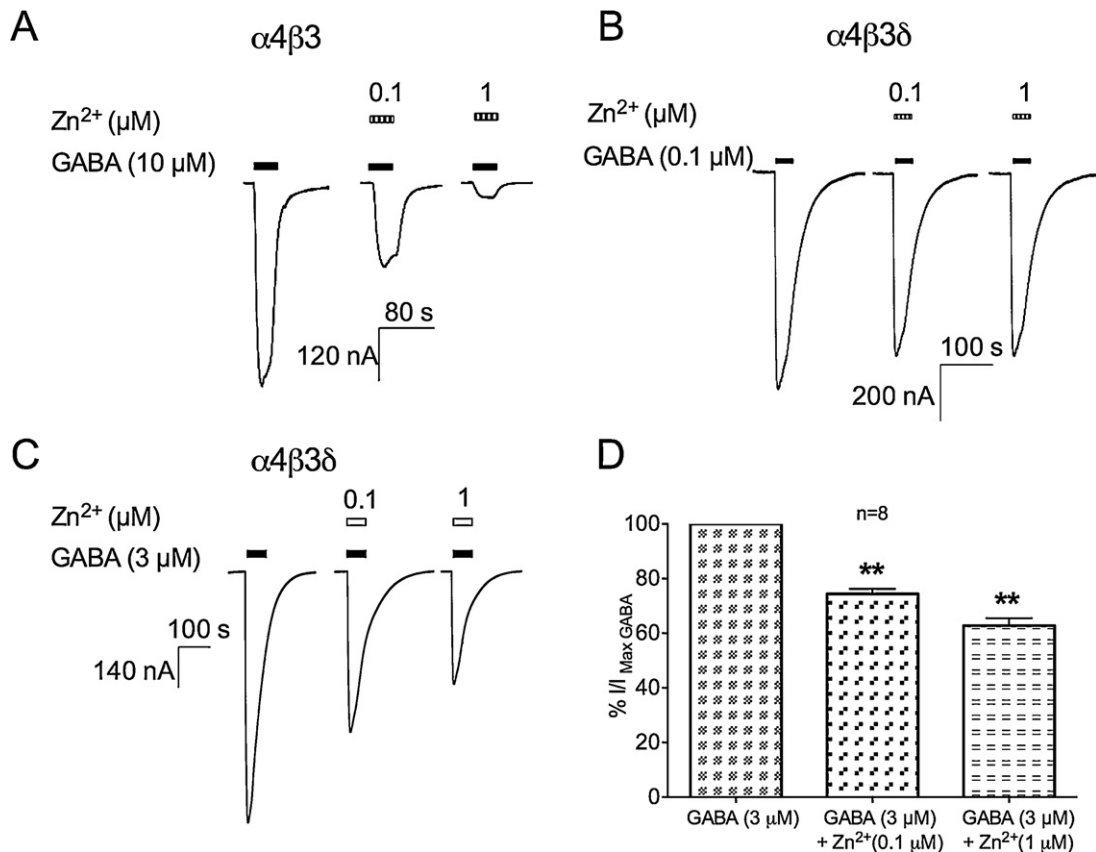 A
α4β3
Zn²⁺ (μM)
0.1
1
GABA (10 μM)
80 s
120 nA
B
α4β3δ
Zn²⁺ (μM)
0.1
1
GABA (0.1 μM)
100 s
200 nA
C
α4β3δ
Zn²⁺ (μM)
0.1
1
GABA (3 μM)
100 s
140 nA
D
n=8
% I/I Max GABA
100
80
60
40
20
0
**
**
GABA (3 μM)
GABA (3 μM)
+ Zn²⁺(0.1 μM)
GABA (3 μM)
+ Zn²⁺(1 μM)